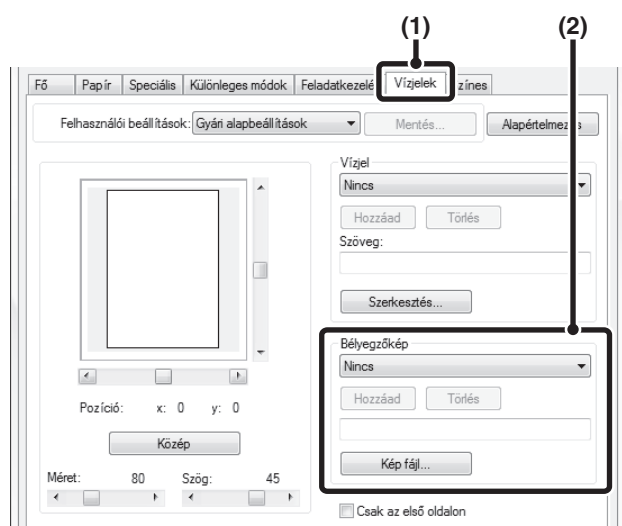 (1) (2)
Fő Papír Speciális Különleges módok Feladatkezelé Vízjelek zínes
Felhasználói beállítások: Gyári alapbeállítások Mentés... Alapértelmezés
Vízjel
Nincs
Hozzáad Törlés
Szöveg:
Szerkesztés...
Bélyegzőkép
Nincs
Hozzáad Törlés
Kép fájl...
Pozíció: x: 0 y: 0
Közép
Méret: 80 Szög: 45
Csak az első oldalon